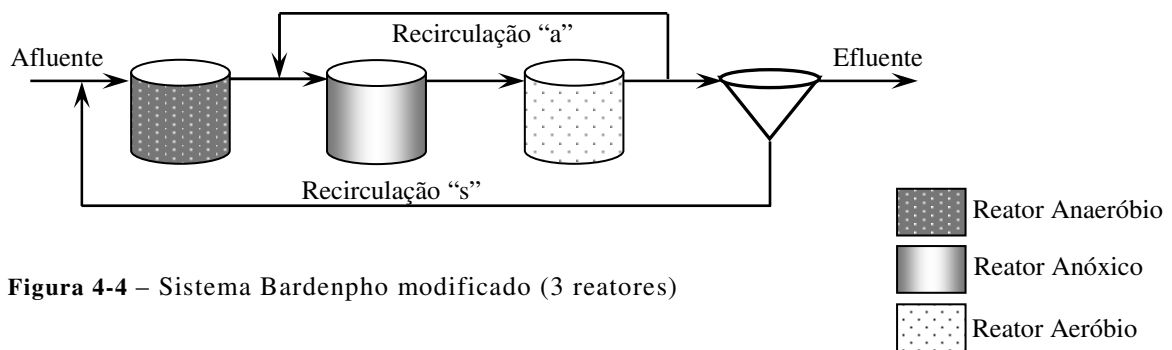 Recirculação “a”
Afluente
Efluente
Recirculação “s”
Reator Anaeróbio
Reator Anóxico
Figura 4-4 – Sistema Bardenpho modificado (3 reatores)
Reator Aeróbio